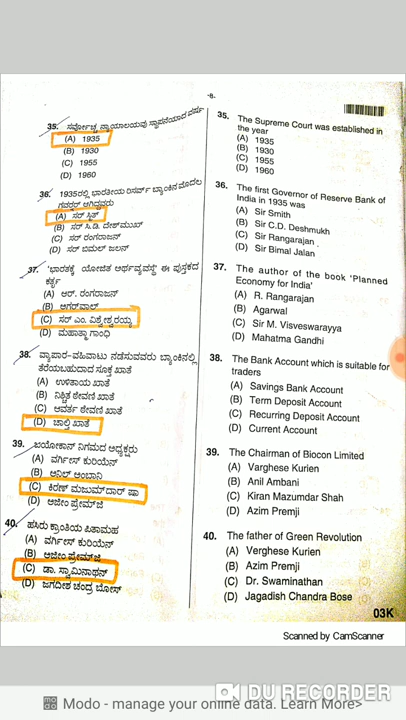 -8-
35. ಸರ್ವೋಚ್ಛ ನ್ಯಾಯಾಲಯವು ಸ್ಥಾಪನೆಯಾದ ವರ್ಷ
(A) 1935
(B) 1930
(C) 1955
(D) 1960
36. 1935ರಲ್ಲಿ ಭಾರತೀಯ ರಿಸರ್ವ್ ಬ್ಯಾಂಕಿನ ಮೊದಲ
ಗವರ್ನರ್ ಆಗಿದ್ದವರು
(A) ಸರ್ ಸ್ಮಿತ್
(B) ಸರ್ ಸಿ.ಡಿ. ದೇಶ್‌ಮುಖ್
(C) ಸರ್ ರಂಗರಾಜನ್
(D) ಸರ್ ಬಿಮಲ್ ಜಲನ್
37. 'ಭಾರತಕ್ಕೆ ಯೋಜಿತ ಅರ್ಥವ್ಯವಸ್ಥೆ' ಈ ಪುಸ್ತಕದ
ಕರ್ತೃ
(A) ಆರ್. ರಂಗರಾಜನ್
(B) ಅಗರ್‌ವಾಲ್
(C) ಸರ್ ಎಂ. ವಿಶ್ವೇಶ್ವರಯ್ಯ
(D) ಮಹಾತ್ಮಾ ಗಾಂಧಿ
38. ವ್ಯಾಪಾರ-ವಹಿವಾಟು ನಡೆಸುವವರು ಬ್ಯಾಂಕಿನಲ್ಲಿ
ತೆರೆಯಬಹುದಾದ ಸೂಕ್ತ ಖಾತೆ
(A) ಉಳಿತಾಯ ಖಾತೆ
(B) ನಿಶ್ಚಿತ ಠೇವಣಿ ಖಾತೆ
(C) ಆವರ್ತ ಠೇವಣಿ ಖಾತೆ
(D) ಚಾಲ್ತಿ ಖಾತೆ
39. ಬಯೋಕಾನ್ ನಿಗಮದ ಅಧ್ಯಕ್ಷರು
(A) ವರ್ಗೀಸ್ ಕುರಿಯೆನ್
(B) ಅನಿಲ್ ಅಂಬಾನಿ
(C) ಕಿರಣ್ ಮಜುಮ್‌ದಾರ್ ಷಾ
(D) ಅಜೀಂ ಪ್ರೇಮ್‌ಜಿ
40. ಹಸಿರು ಕ್ರಾಂತಿಯ ಪಿತಾಮಹ
(A) ವರ್ಗೀಸ್ ಕುರಿಯೆನ್
(B) ಅಜೀಂ ಪ್ರೇಮ್‌ಜಿ
(C) ಡಾ. ಸ್ವಾಮಿನಾಥನ್
(D) ಜಗದೀಶ ಚಂದ್ರ ಬೋಸ್
35. The Supreme Court was established in
the year
(A) 1935
(B) 1930
(C) 1955
(D) 1960
36. The first Governor of Reserve Bank of
India in 1935 was
(A) Sir Smith
(B) Sir C.D. Deshmukh
(C) Sir Rangarajan
(D) Sir Bimal Jalan
37. The author of the book 'Planned
Economy for India'
(A) R. Rangarajan
(B) Agarwal
(C) Sir M. Visveswarayya
(D) Mahatma Gandhi
38. The Bank Account which is suitable for
traders
(A) Savings Bank Account
(B) Term Deposit Account
(C) Recurring Deposit Account
(D) Current Account
39. The Chairman of Biocon Limited
(A) Varghese Kurien
(B) Anil Ambani
(C) Kiran Mazumdar Shah
(D) Azim Premji
40. The father of Green Revolution
(A) Verghese Kurien
(B) Azim Premji
(C) Dr. Swaminathan
(D) Jagadish Chandra Bose
03K
Scanned by CamScanner
DU RECORDER
Modo - manage your online data. Learn More>